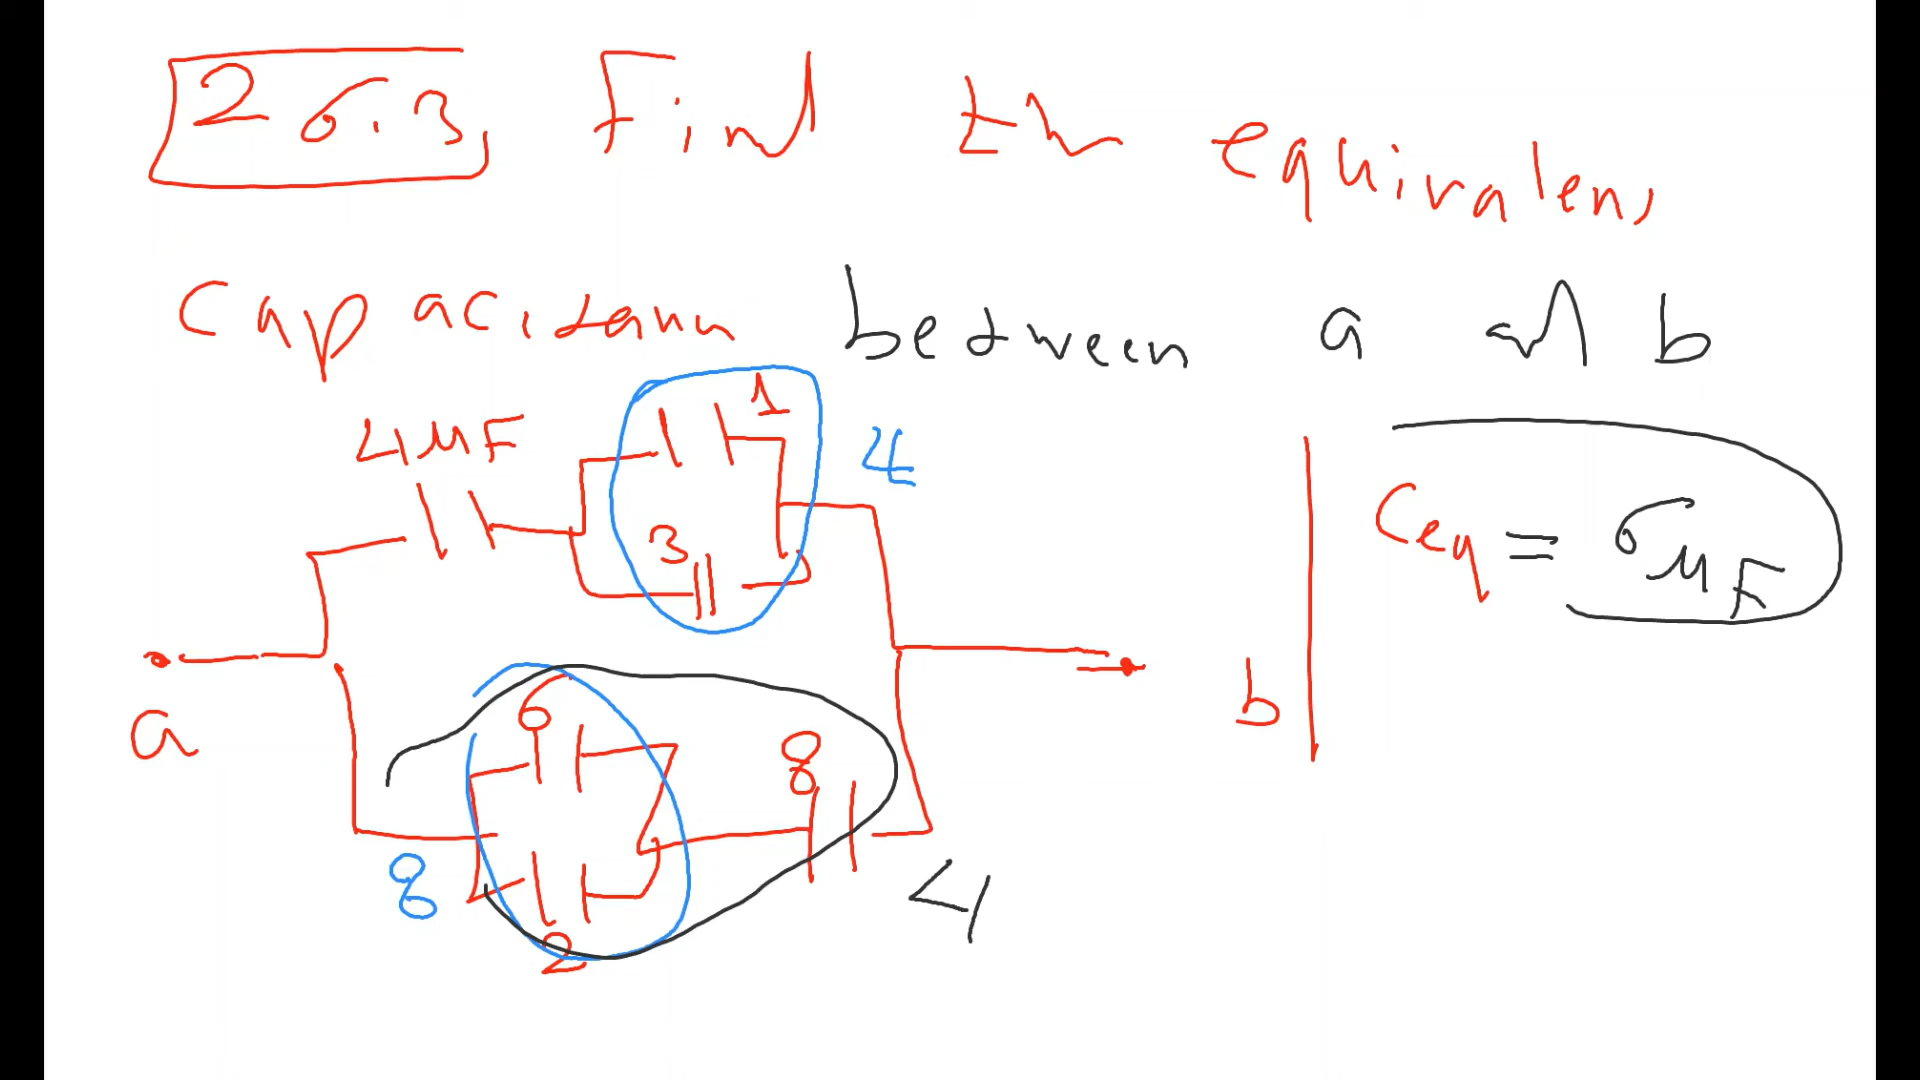 26.3, Find the equivalent
capacitance between a and b
4μF 1 4
3 Ceq = 6μF
a b
6 8
8 2 4